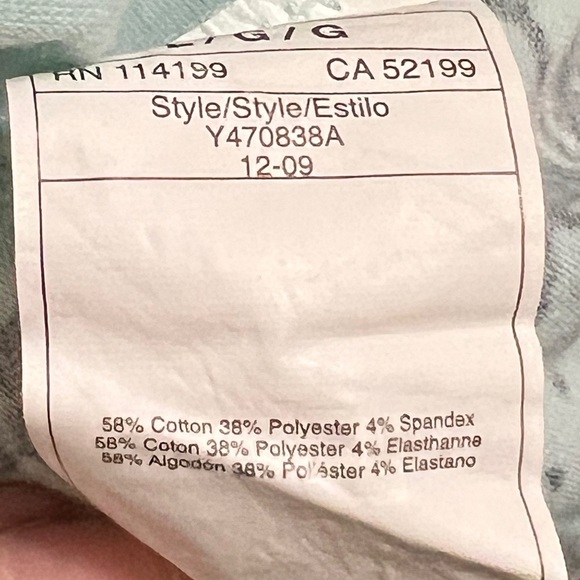 L / G / G
RN 114199 CA 52199
Style/Style/Estilo
Y470838A
12-09
58% Cotton 38% Polyester 4% Spandex
58% Coton 38% Polyester 4% Elasthanne
58% Algodón 38% Poliéster 4% Elastano